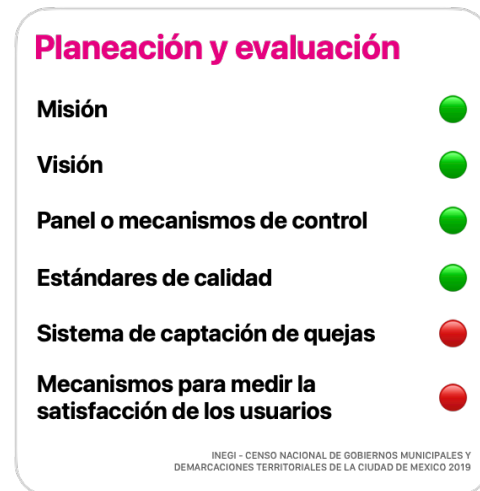 Planeación y evaluación
Misión
Visión
Panel o mecanismos de control
Estándares de calidad
Sistema de captación de quejas
Mecanismos para medir la
satisfacción de los usuarios
INEGI - CENSO NACIONAL DE GOBIERNOS MUNICIPALES Y
DEMARCACIONES TERRITORIALES DE LA CIUDAD DE MEXICO 2019